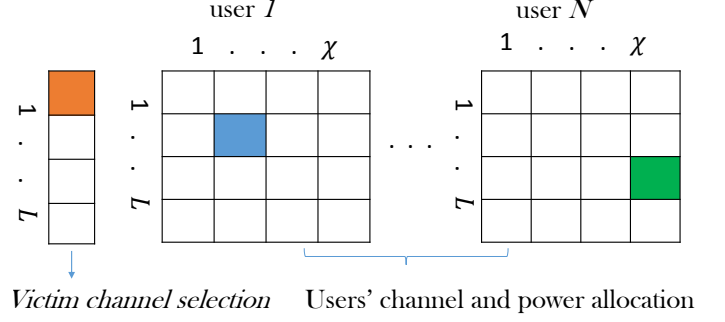 user 1 user N
1 . . . χ 1 . . . χ
1 . . L 1 . . L . . . . 1 . . L
Victim channel selection Users' channel and power allocation